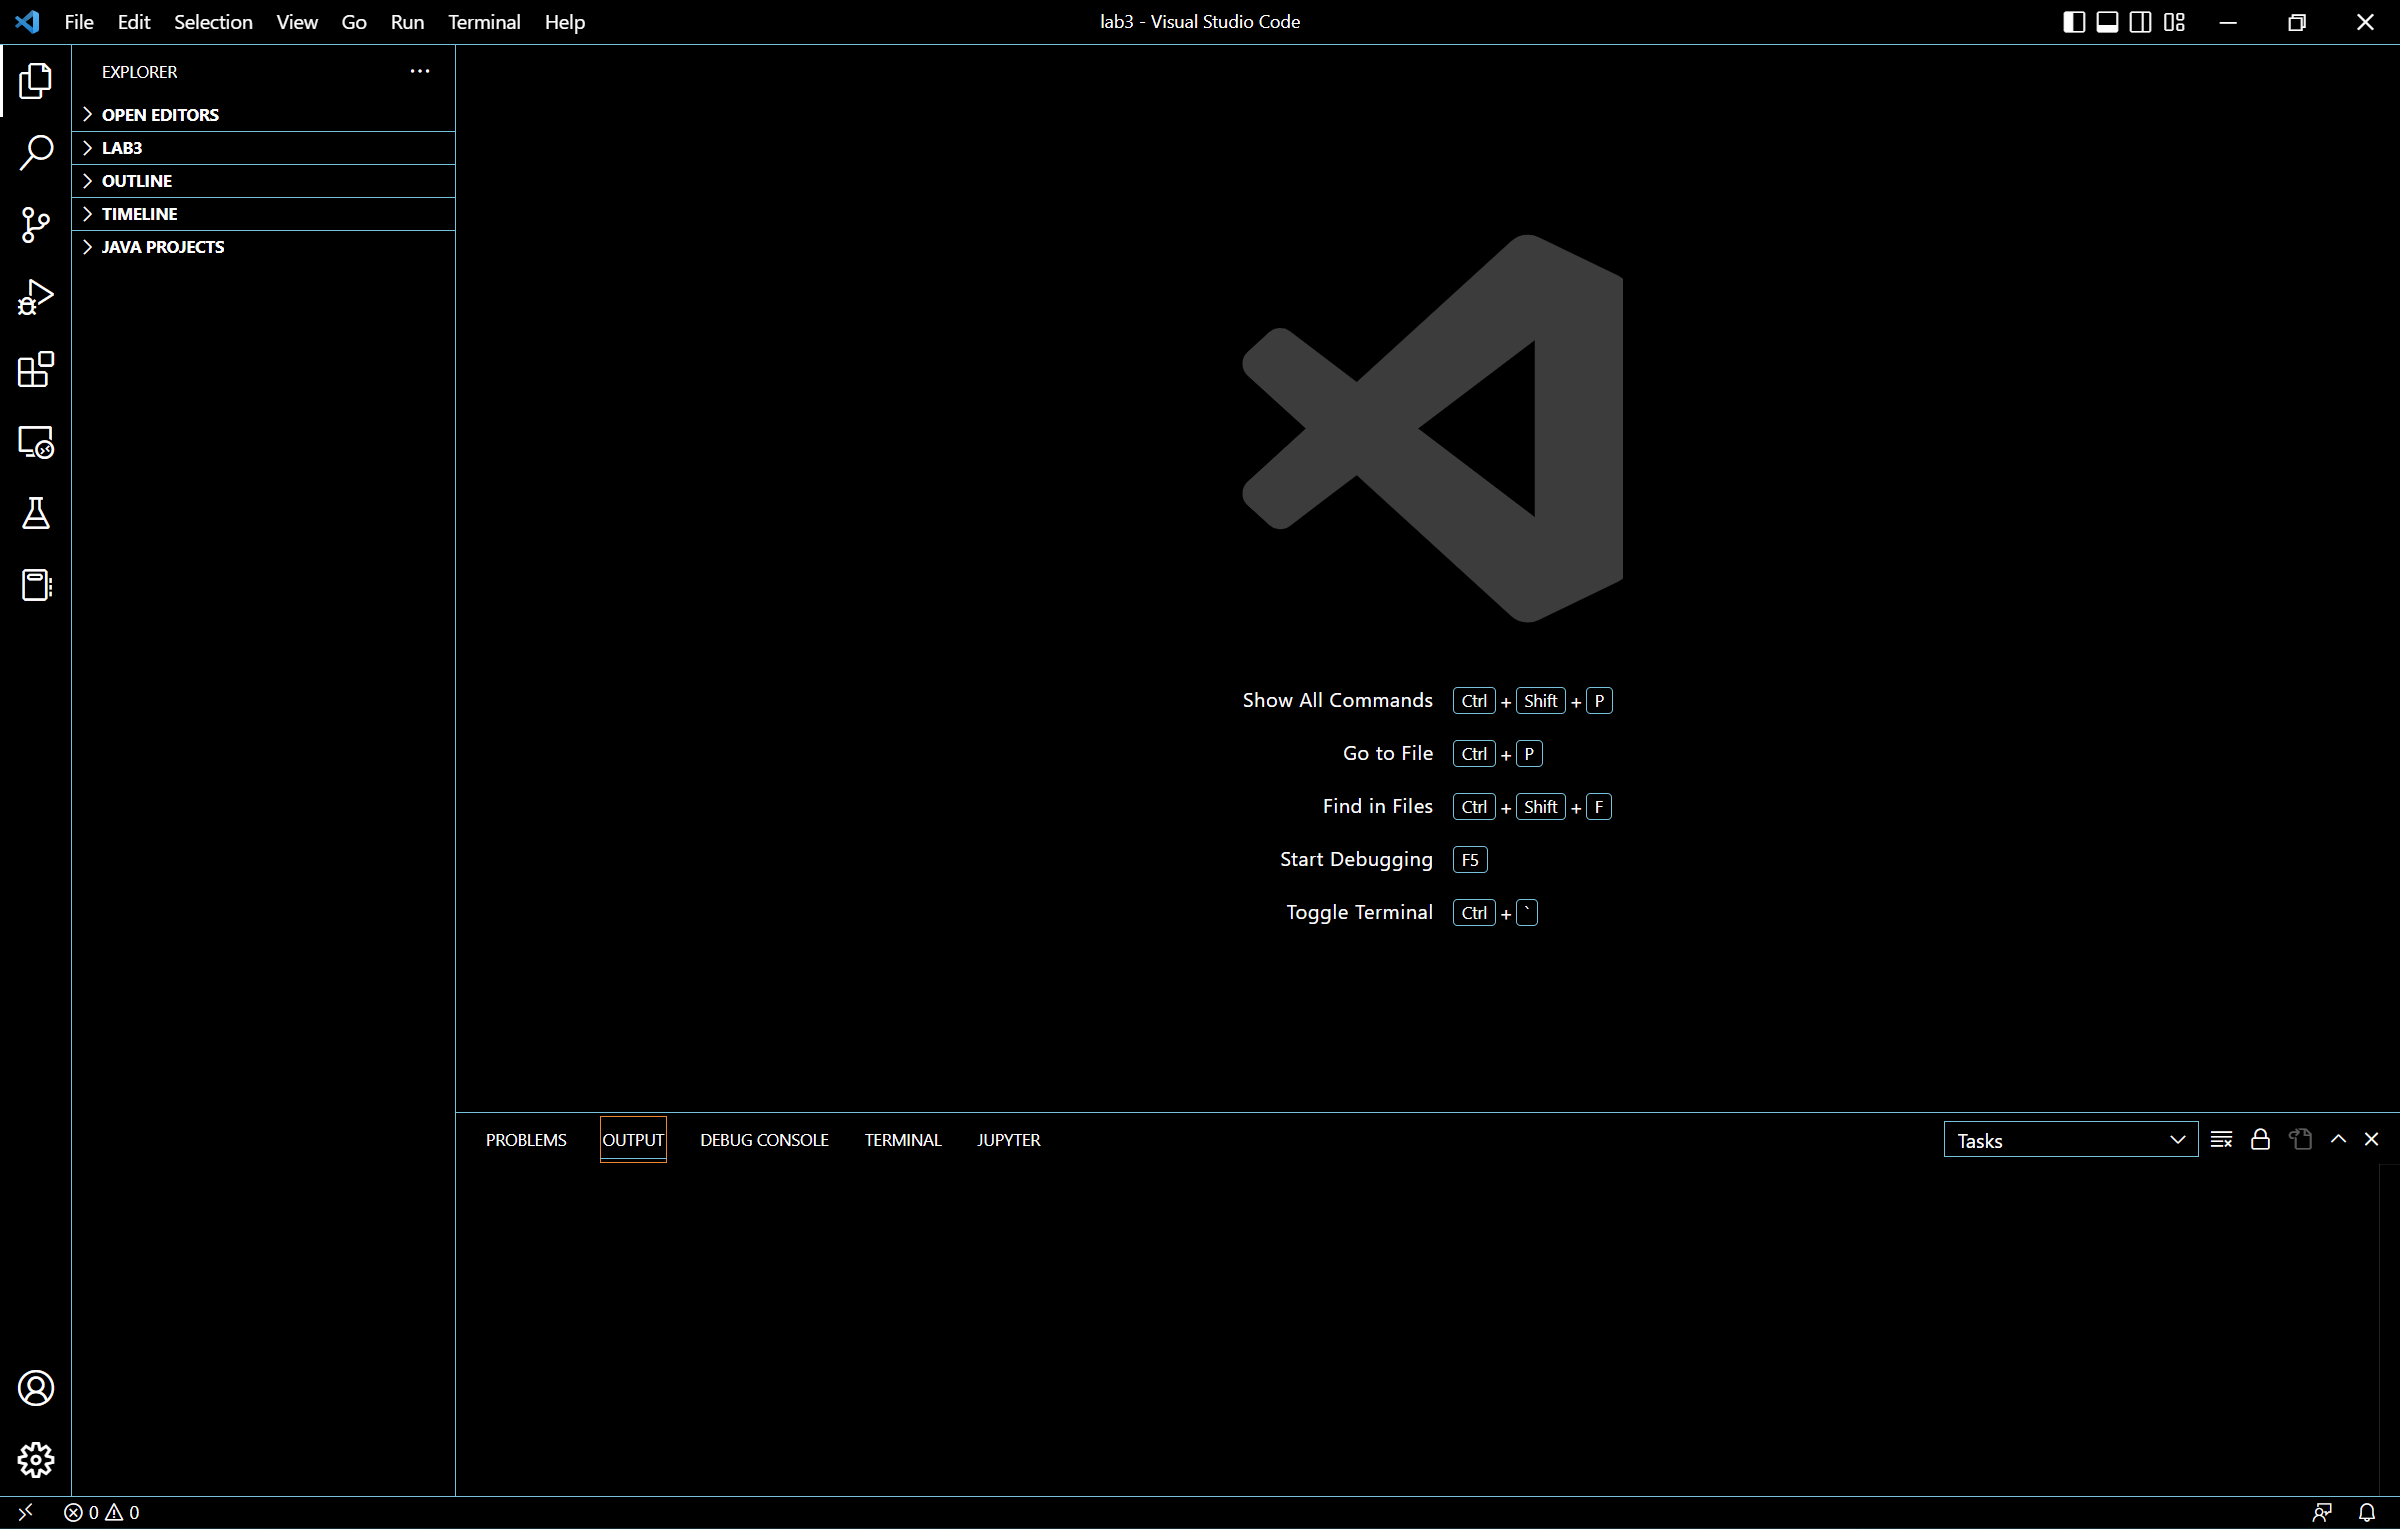 File Edit Selection View Go Run Terminal Help lab3 - Visual Studio Code
EXPLORER
OPEN EDITORS
LAB3
OUTLINE
TIMELINE
JAVA PROJECTS
Show All Commands Ctrl + Shift + P
Go to File Ctrl + P
Find in Files Ctrl + Shift + F
Start Debugging F5
Toggle Terminal Ctrl + `
PROBLEMS OUTPUT DEBUG CONSOLE TERMINAL JUPYTER Tasks
0 0